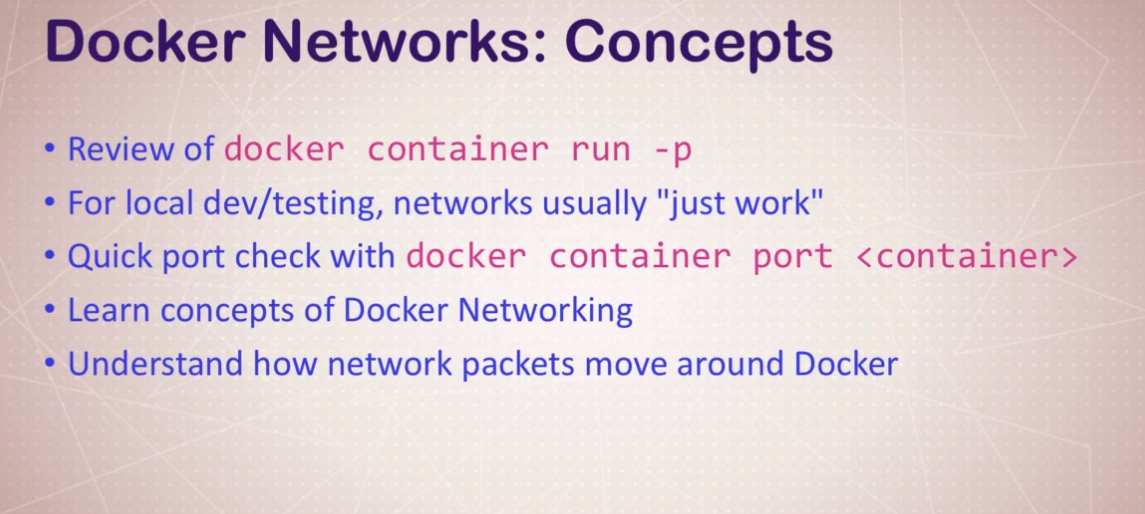 Docker Networks: Concepts
• Review of docker container run -p
• For local dev/testing, networks usually "just work"
• Quick port check with docker container port <container>
• Learn concepts of Docker Networking
• Understand how network packets move around Docker